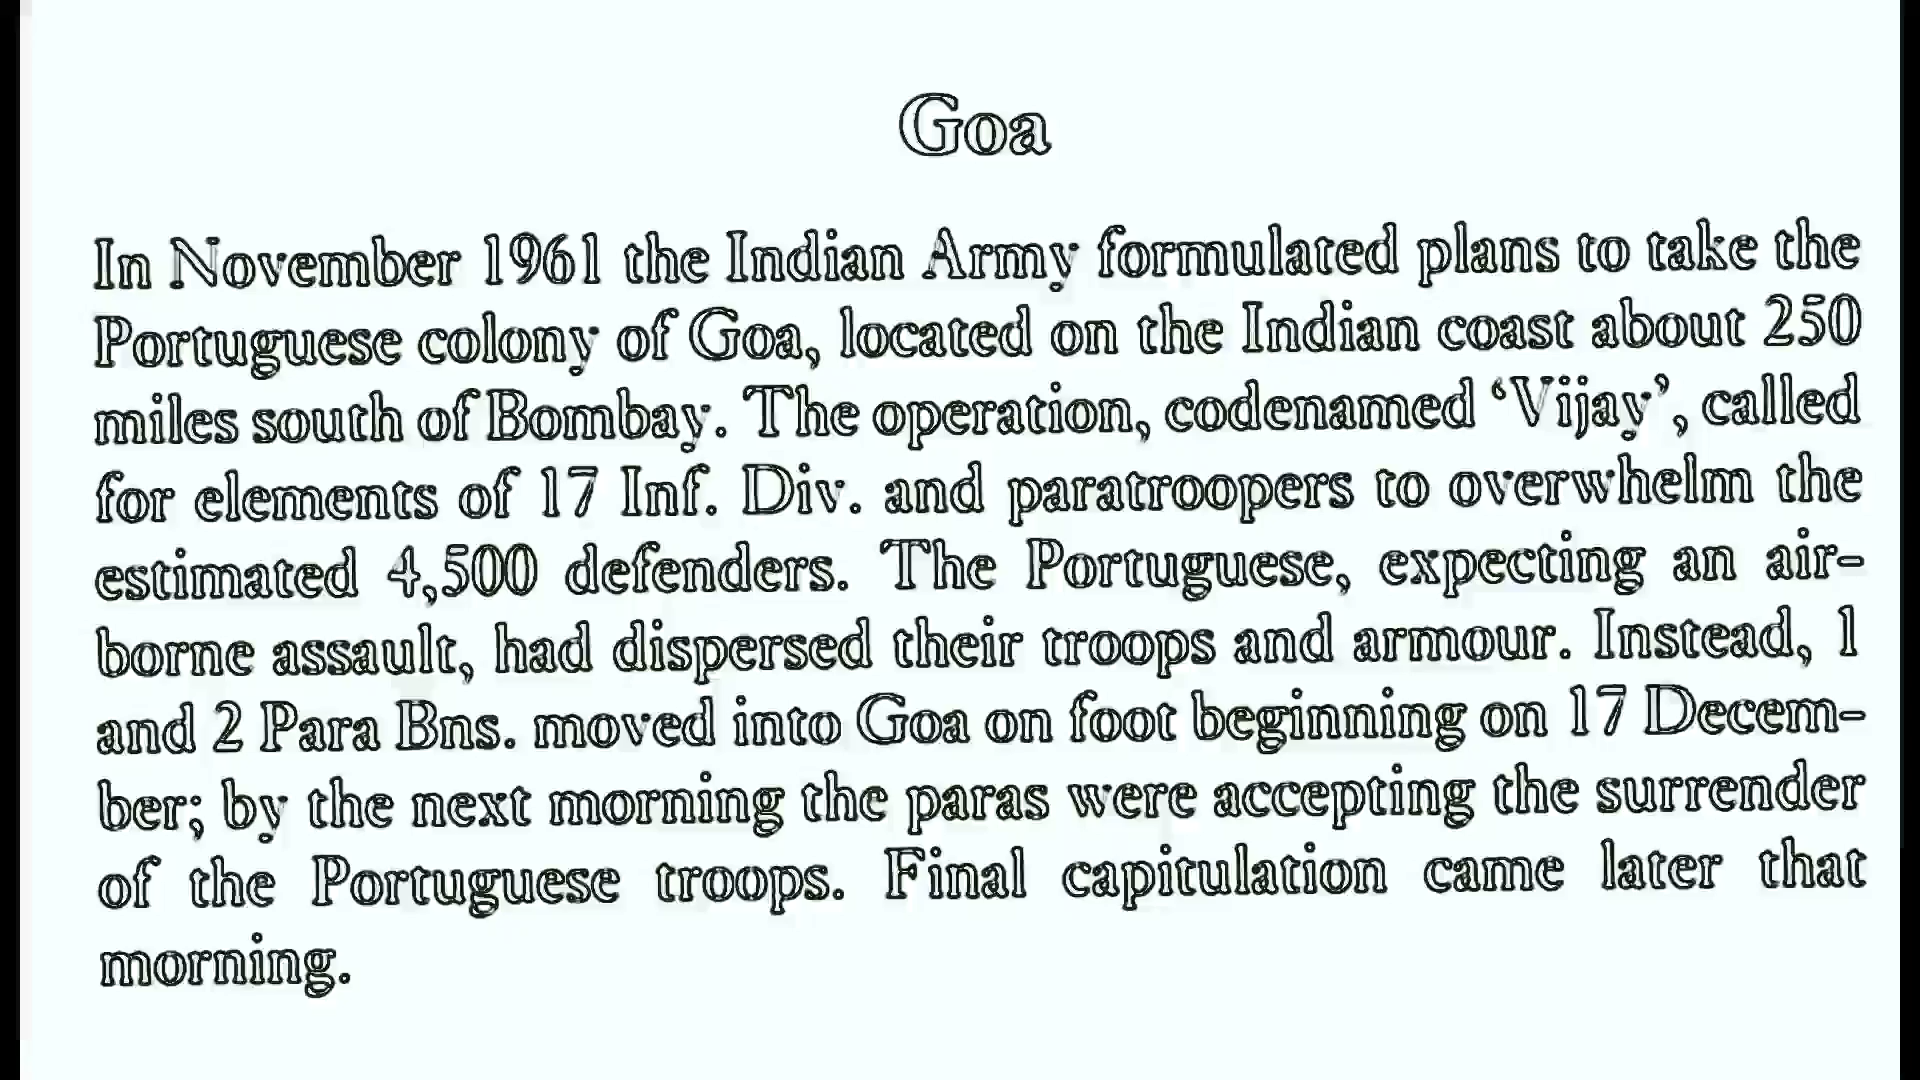 Goa
In November 1961 the Indian Army formulated plans to take the
Portuguese colony of Goa, located on the Indian coast about 250
miles south of Bombay. The operation, codenamed ‘Vijay’, called
for elements of 17 Inf. Div. and paratroopers to overwhelm the
estimated 4,500 defenders. The Portuguese, expecting an air-
borne assault, had dispersed their troops and armour. Instead, 1
and 2 Para Bns. moved into Goa on foot beginning on 17 Decem-
ber; by the next morning the paras were accepting the surrender
of the Portuguese troops. Final capitulation came later that
morning.